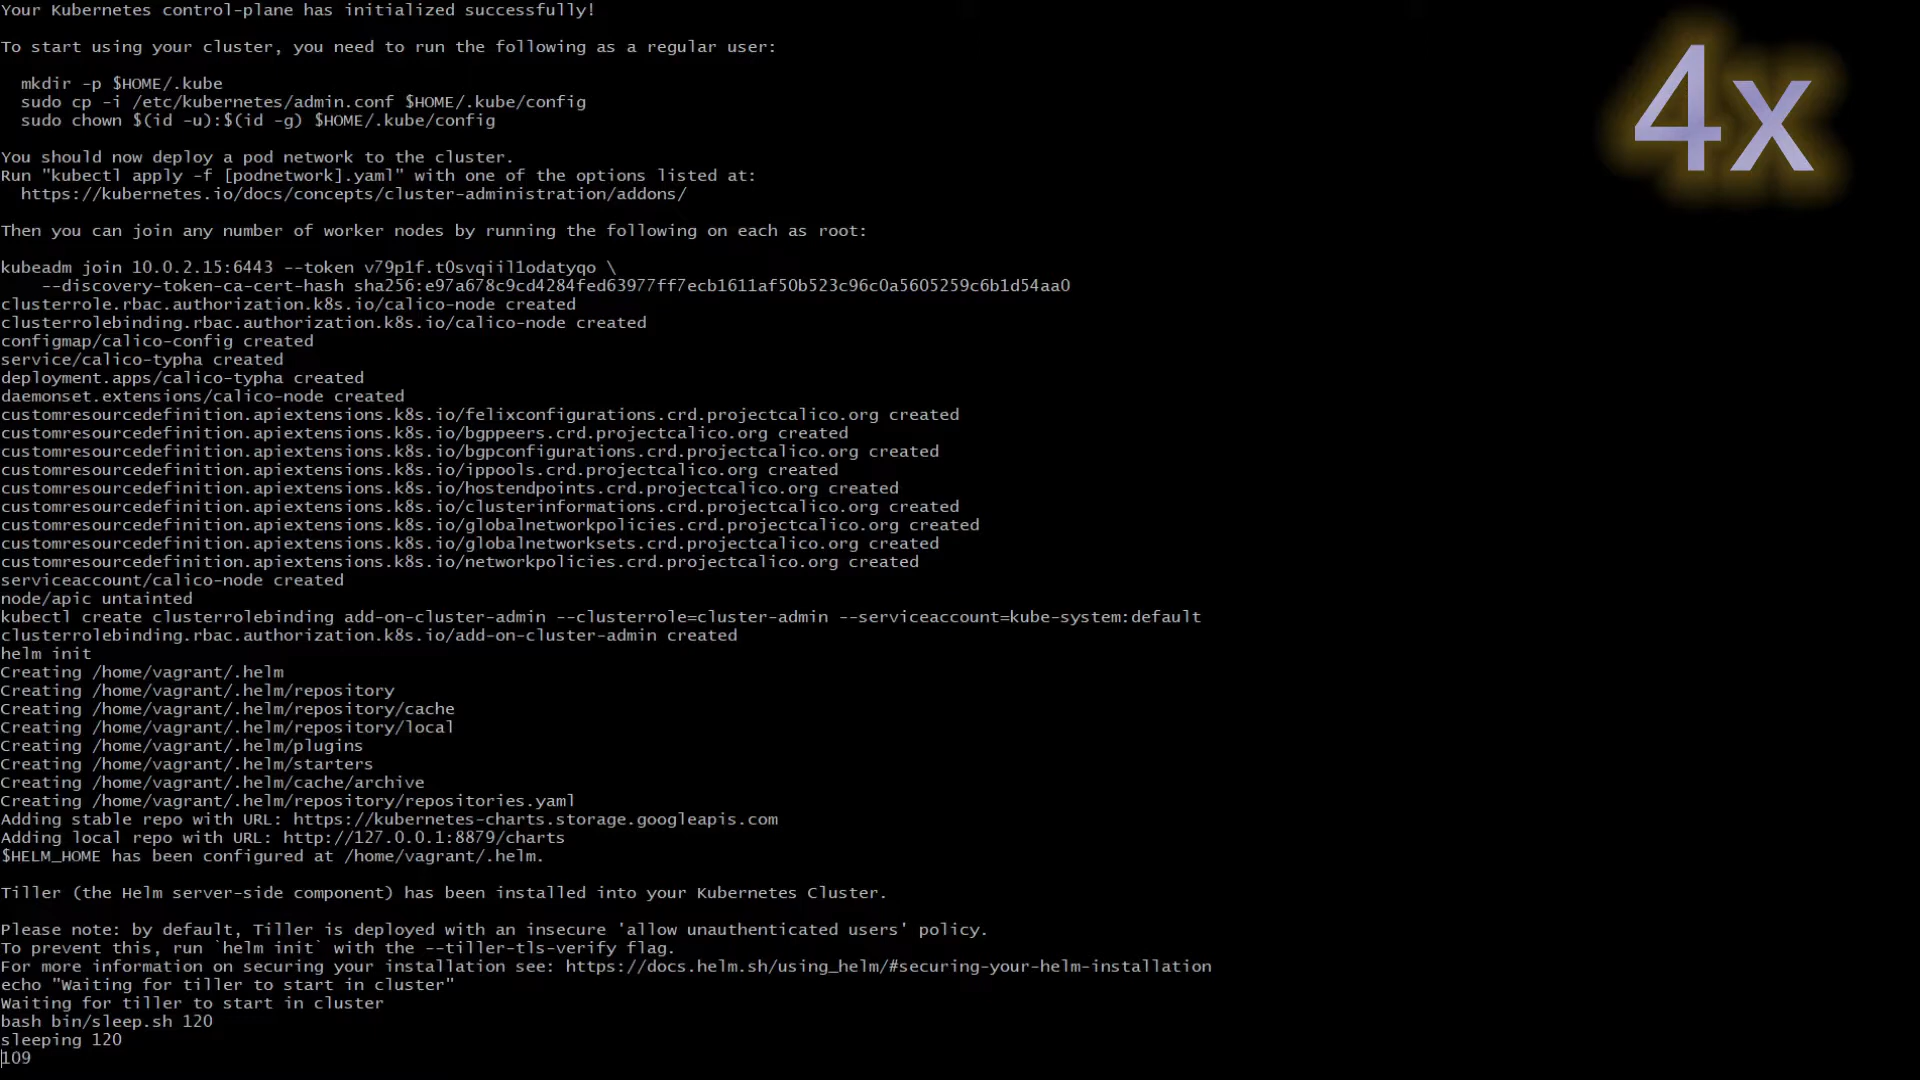 Your Kubernetes control-plane has initialized successfully!
To start using your cluster, you need to run the following as a regular user:
mkdir -p $HOME/.kube
sudo cp -i /etc/kubernetes/admin.conf $HOME/.kube/config
sudo chown $(id -u):$(id -g) $HOME/.kube/config
You should now deploy a pod network to the cluster.
Run "kubectl apply -f [podnetwork].yaml" with one of the options listed at:
https://kubernetes.io/docs/concepts/cluster-administration/addons/
Then you can join any number of worker nodes by running the following on each as root:
kubeadm join 10.0.2.15:6443 --token v79p1f.t0svqiil1odatyqo \
--discovery-token-ca-cert-hash sha256:e97a678c9cd4284fed63977ff7ecb1611af50b523c96c0a5605259c6b1d54aa0
clusterrole.rbac.authorization.k8s.io/calico-node created
clusterrolebinding.rbac.authorization.k8s.io/calico-node created
configmap/calico-config created
service/calico-typha created
deployment.apps/calico-typha created
daemonset.extensions/calico-node created
customresourcedefinition.apiextensions.k8s.io/felixconfigurations.crd.projectcalico.org created
customresourcedefinition.apiextensions.k8s.io/bgppeers.crd.projectcalico.org created
customresourcedefinition.apiextensions.k8s.io/bgpconfigurations.crd.projectcalico.org created
customresourcedefinition.apiextensions.k8s.io/ippools.crd.projectcalico.org created
customresourcedefinition.apiextensions.k8s.io/hostendpoints.crd.projectcalico.org created
customresourcedefinition.apiextensions.k8s.io/clusterinformations.crd.projectcalico.org created
customresourcedefinition.apiextensions.k8s.io/globalnetworkpolicies.crd.projectcalico.org created
customresourcedefinition.apiextensions.k8s.io/globalnetworksets.crd.projectcalico.org created
customresourcedefinition.apiextensions.k8s.io/networkpolicies.crd.projectcalico.org created
serviceaccount/calico-node created
node/apic untainted
kubectl create clusterrolebinding add-on-cluster-admin --clusterrole=cluster-admin --serviceaccount=kube-system:default
clusterrolebinding.rbac.authorization.k8s.io/add-on-cluster-admin created
helm init
Creating /home/vagrant/.helm
Creating /home/vagrant/.helm/repository
Creating /home/vagrant/.helm/repository/cache
Creating /home/vagrant/.helm/repository/local
Creating /home/vagrant/.helm/plugins
Creating /home/vagrant/.helm/starters
Creating /home/vagrant/.helm/cache/archive
Creating /home/vagrant/.helm/repository/repositories.yaml
Adding stable repo with URL: https://kubernetes-charts.storage.googleapis.com
Adding local repo with URL: http://127.0.0.1:8879/charts
$HELM_HOME has been configured at /home/vagrant/.helm.
Tiller (the Helm server-side component) has been installed into your Kubernetes Cluster.
Please note: by default, Tiller is deployed with an insecure 'allow unauthenticated users' policy.
To prevent this, run `helm init` with the --tiller-tls-verify flag.
For more information on securing your installation see: https://docs.helm.sh/using_helm/#securing-your-helm-installation
echo "Waiting for tiller to start in cluster"
Waiting for tiller to start in cluster
bash bin/sleep.sh 120
sleeping 120
109
4x